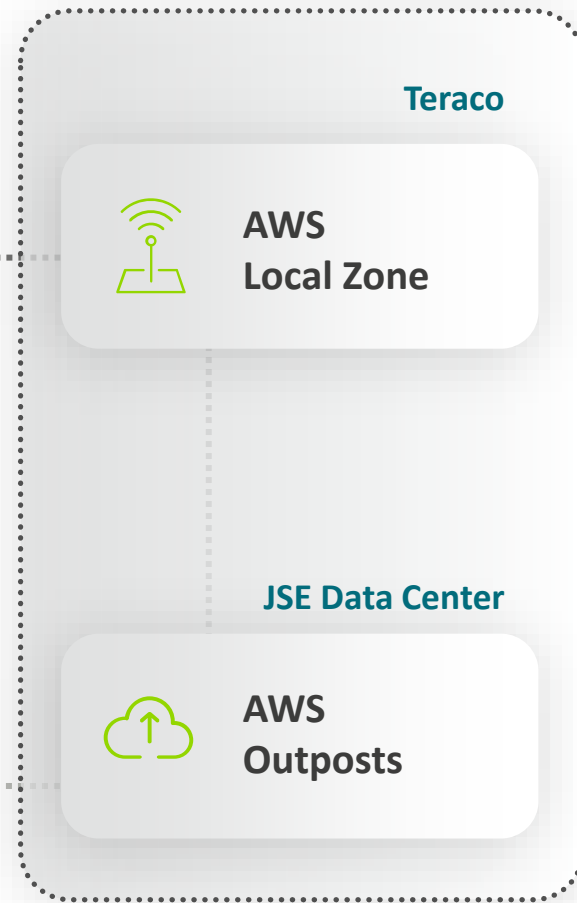 Teraco
AWS
Local Zone
JSE Data Center
AWS
Outposts